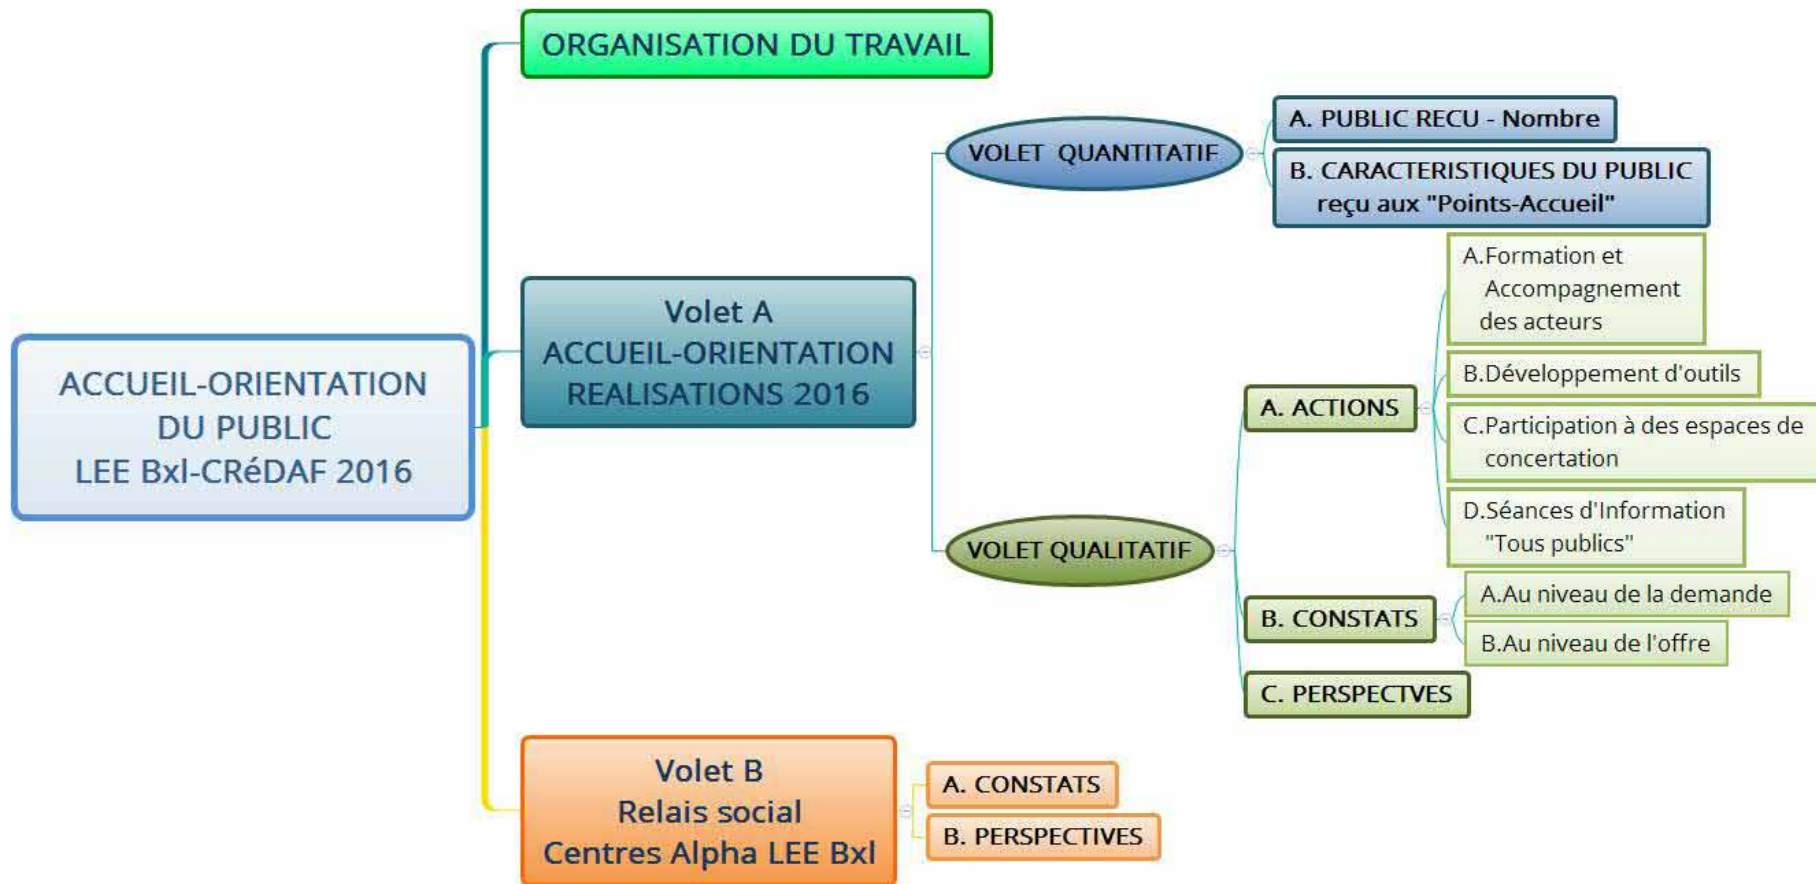 ORGANISATION DU TRAVAIL
ACCUEIL-ORIENTATION
DU PUBLIC
LEE Bxl-CRéDAF 2016
Volet A
ACCUEIL-ORIENTATION
REALISATIONS 2016
VOLET QUANTITATIF
A. PUBLIC RECU - Nombre
B. CARACTERISTIQUES DU PUBLIC
reçu aux "Points-Accueil"
VOLET QUALITATIF
A. ACTIONS
A.Formation et
Accompagnement
des acteurs
B.Développement d'outils
C.Participation à des espaces de
concertation
D.Séances d'Information
"Tous publics"
B. CONSTATS
A.Au niveau de la demande
B.Au niveau de l'offre
C. PERSPECTVES
Volet B
Relais social
Centres Alpha LEE Bxl
A. CONSTATS
B. PERSPECTIVES